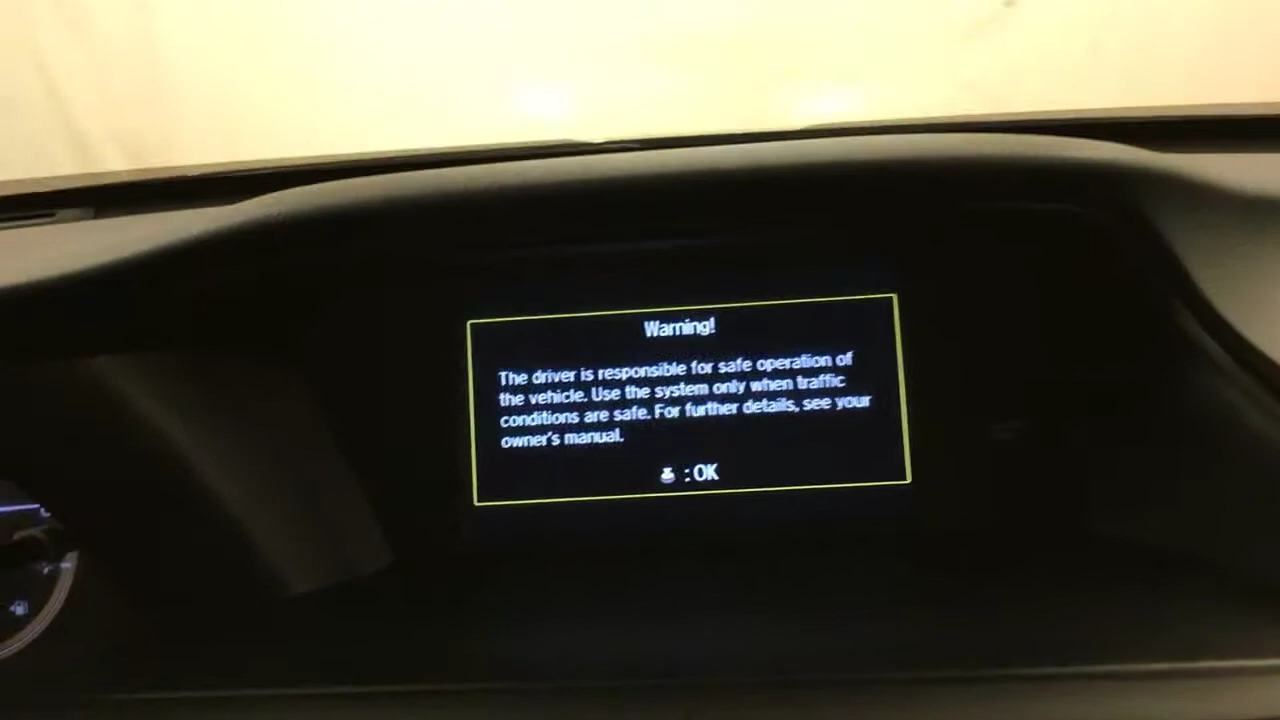 Warning!
The driver is responsible for safe operation of
the vehicle. Use the system only when traffic
conditions are safe. For further details, see your
owner's manual.
: OK